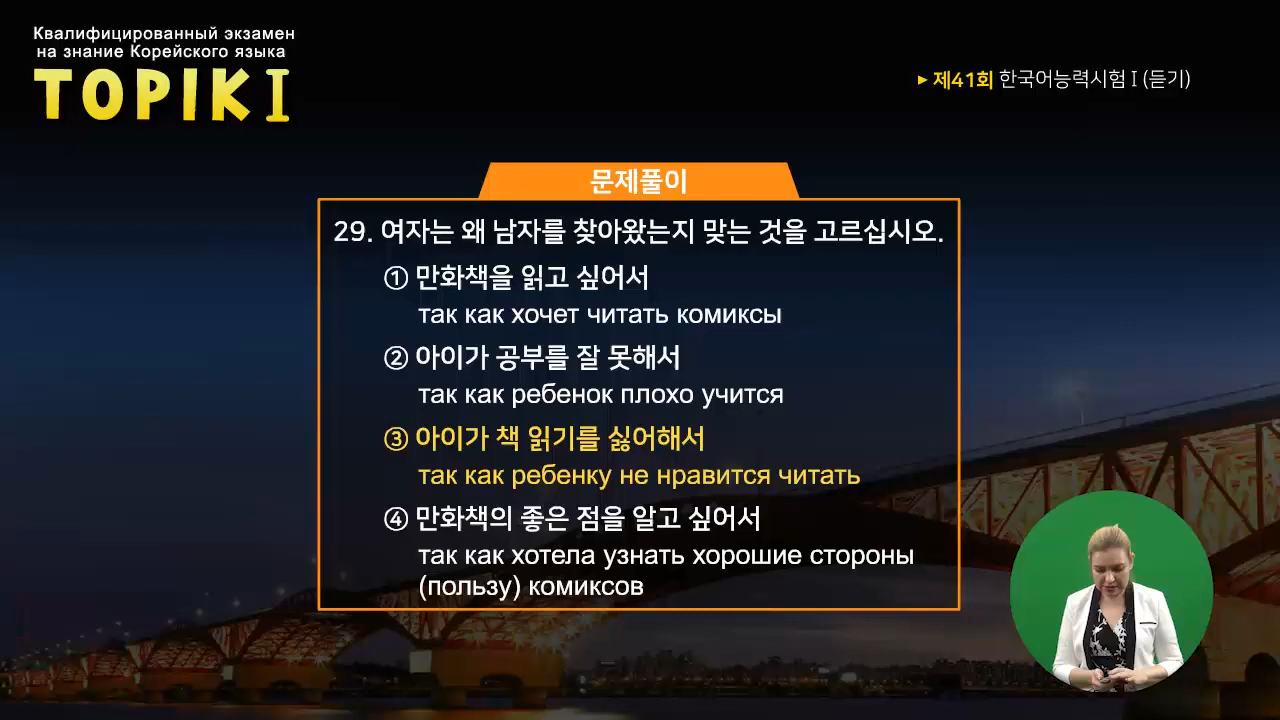 Квалифицированный экзамен
на знание Корейского языка
TOPIK I
▸ 제41회 한국어능력시험 I (듣기)
문제풀이
29. 여자는 왜 남자를 찾아왔는지 맞는 것을 고르십시오.
① 만화책을 읽고 싶어서
так как хочет читать комиксы
② 아이가 공부를 잘 못해서
так как ребенок плохо учится
③ 아이가 책 읽기를 싫어해서
так как ребенку не нравится читать
④ 만화책의 좋은 점을 알고 싶어서
так как хотела узнать хорошие стороны
(пользу) комиксов